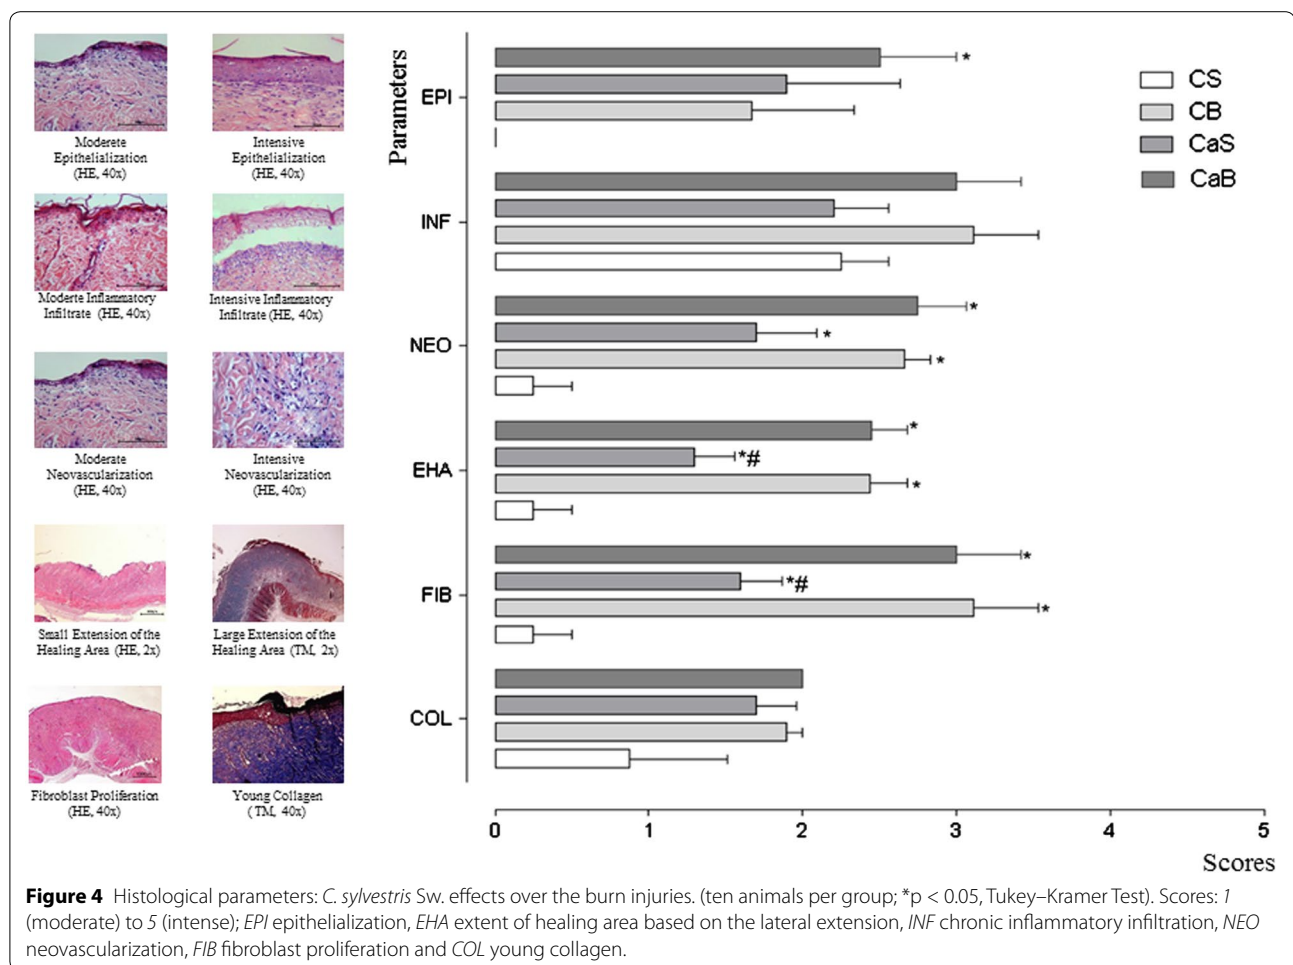 Moderete
Epithelialization
(HE, 40x)
Intensive
Epithelialization
(HE, 40x)
Moderte Inflammatory
Infiltrate (HE, 40x)
Intensive Inflammatory
Infiltrate (HE, 40x)
Moderate
Neovascularization
(HE, 40x)
Intensive
Neovascularization
(HE, 40x)
Small Extension of the
Healing Area (HE, 2x)
Large Extension of the
Healing Area (TM, 2x)
Fibroblast Proliferation
(HE, 40x)
Young Collagen
(TM, 40x)
Parameters
EPI
*
INF
NEO
*
*
*
EHA
*
*#
*
FIB
*
*#
*
COL
0 1 2 3 4 5
Scores
CS
CB
CaS
CaB
Figure 4 Histological parameters: C. sylvestris Sw. effects over the burn injuries. (ten animals per group; *p < 0.05, Tukey–Kramer Test). Scores: 1
(moderate) to 5 (intense); EPI epithelialization, EHA extent of healing area based on the lateral extension, INF chronic inflammatory infiltration, NEO
neovascularization, FIB fibroblast proliferation and COL young collagen.